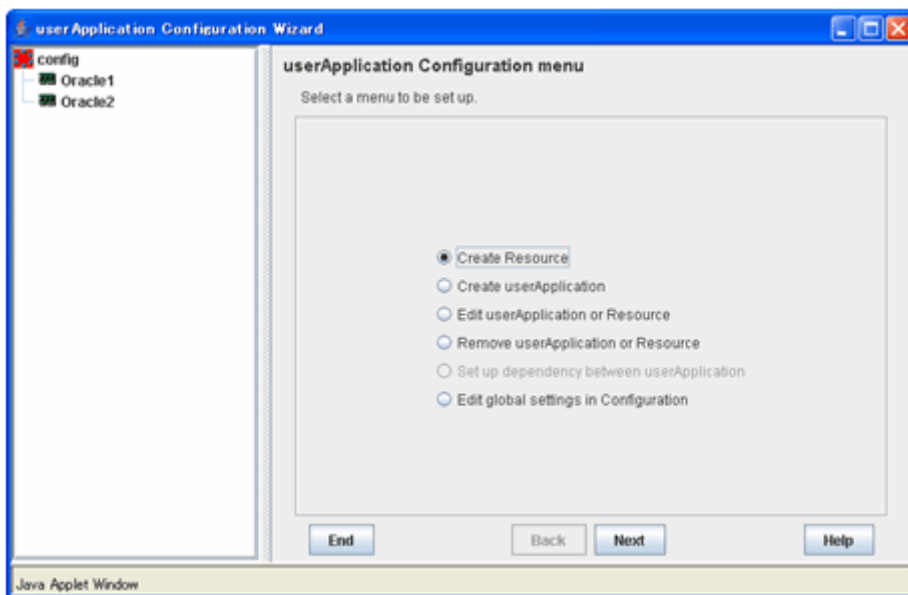 userApplication Configuration Wizard
config
Oracle1
Oracle2
userApplication Configuration menu
Select a menu to be set up.
Create Resource
Create userApplication
Edit userApplication or Resource
Remove userApplication or Resource
Set up dependency between userApplication
Edit global settings in Configuration
End
Back
Next
Help
Java Applet Window